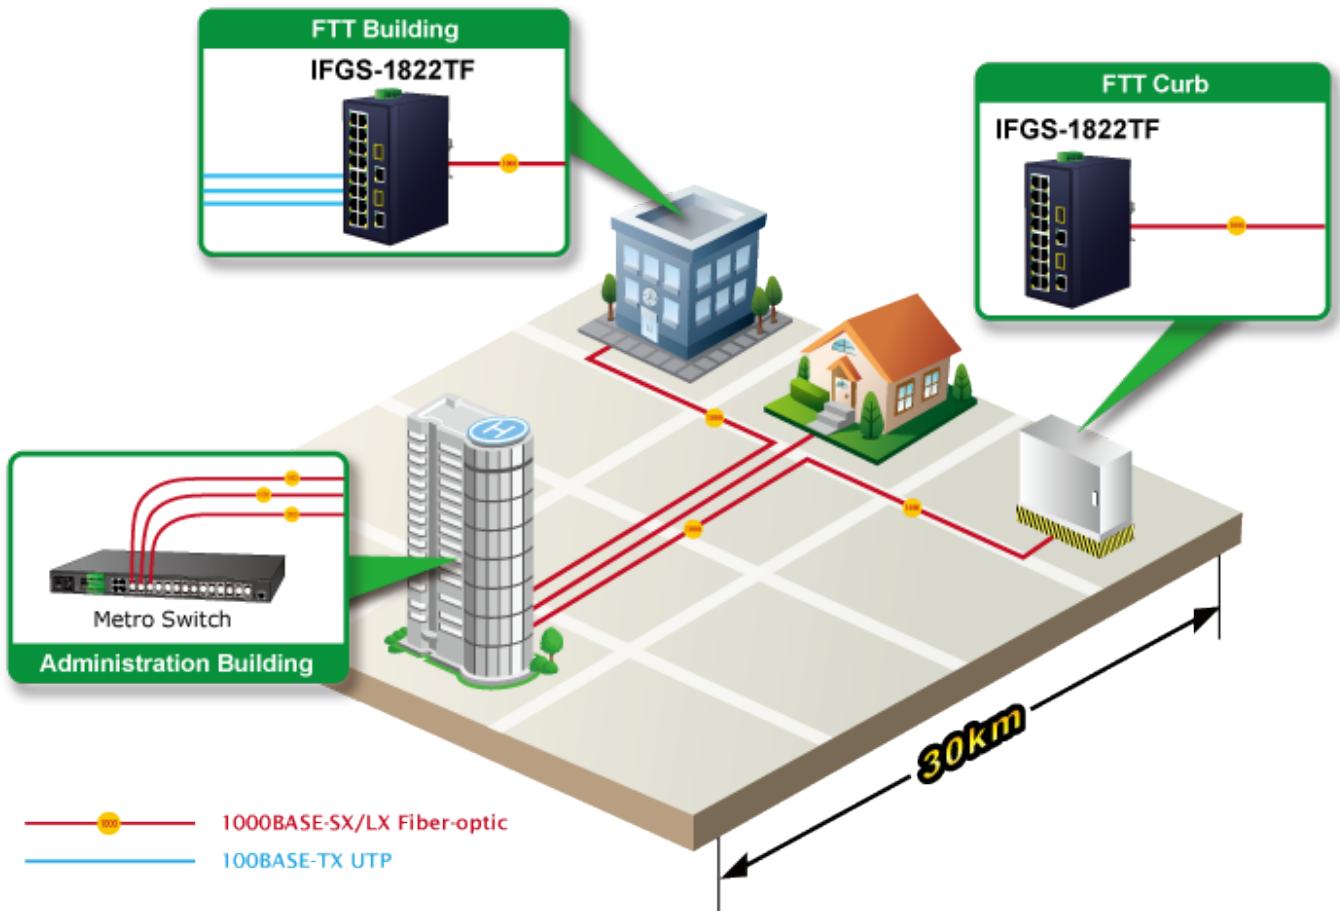 FTT Building
IFGS-1822TF
FTT Curb
IFGS-1822TF
H
Metro Switch
Administration Building
30km
1000
1000BASE-SX/LX Fiber-optic
100BASE-TX UTP